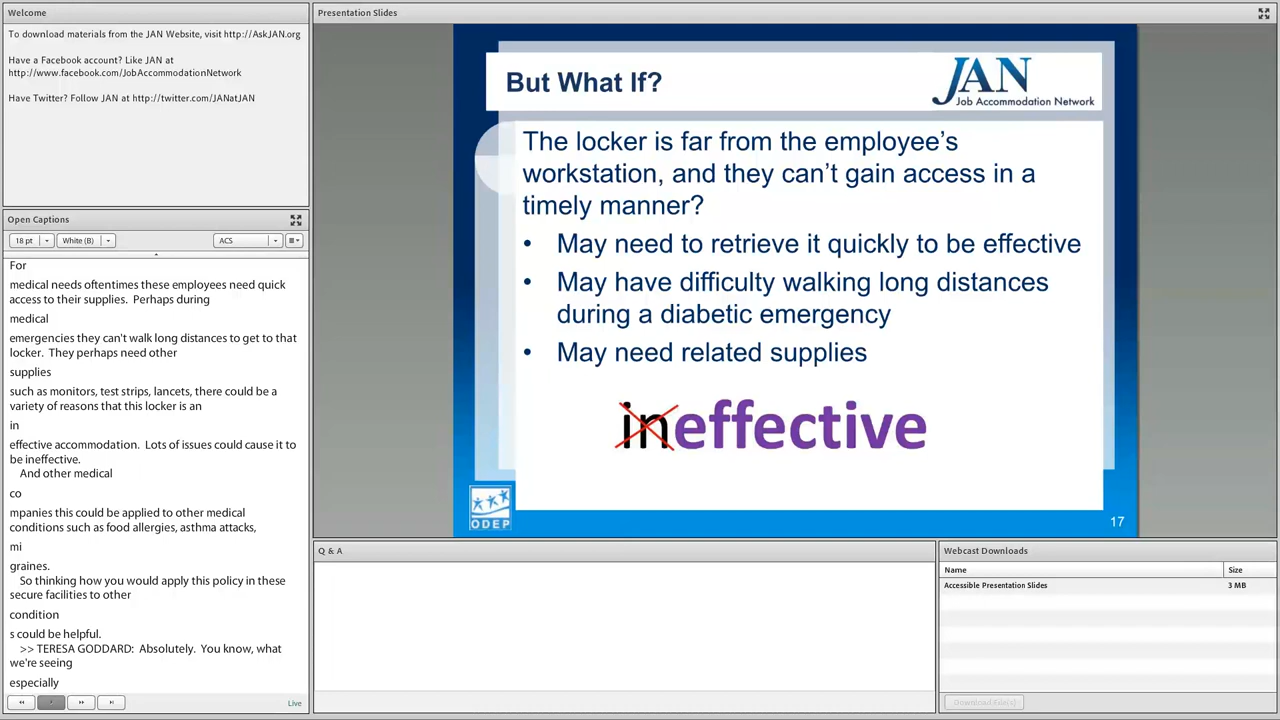 Welcome
To download materials from the JAN Website, visit http://AskJAN.org
Have a Facebook account? Like JAN at
http://www.facebook.com/JobAccommodationNetwork
Have Twitter? Follow JAN at http://twitter.com/JANatJAN
Open Captions
18 pt
White (B)
ACS
For
medical needs oftentimes these employees need quick
access to their supplies.  Perhaps during
medical
emergencies they can't walk long distances to get to that
locker.  They perhaps need other
supplies
such as monitors, test strips, lancets, there could be a
variety of reasons that this locker is an
in
effective accommodation.  Lots of issues could cause it to
be ineffective.
And other medical
co
mpanies this could be applied to other medical
conditions such as food allergies, asthma attacks,
mi
graines.
So thinking how you would apply this policy in these
secure facilities to other
condition
s could be helpful.
>> TERESA GODDARD:  Absolutely.  You know, what
we're seeing
especially
Live
Presentation Slides
But What If?
JAN
Job Accommodation Network
The locker is far from the employee's
workstation, and they can't gain access in a
timely manner?
• May need to retrieve it quickly to be effective
• May have difficulty walking long distances
during a diabetic emergency
• May need related supplies
ineffective
ODEP
17
Q & A
Webcast Downloads
Name Size
Accessible Presentation Slides 3 MB
Download File(s)